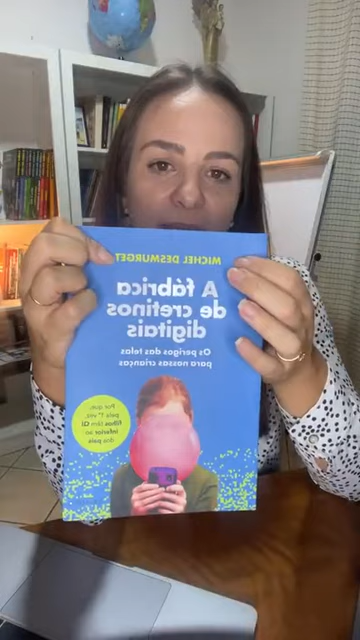 MICHEL DESMURGET
A fábrica
de cretinos
digitais
Os perigos das telas
para nossas crianças
Por que,
pela 1ª vez,
filhos têm QI
inferior ao
dos pais